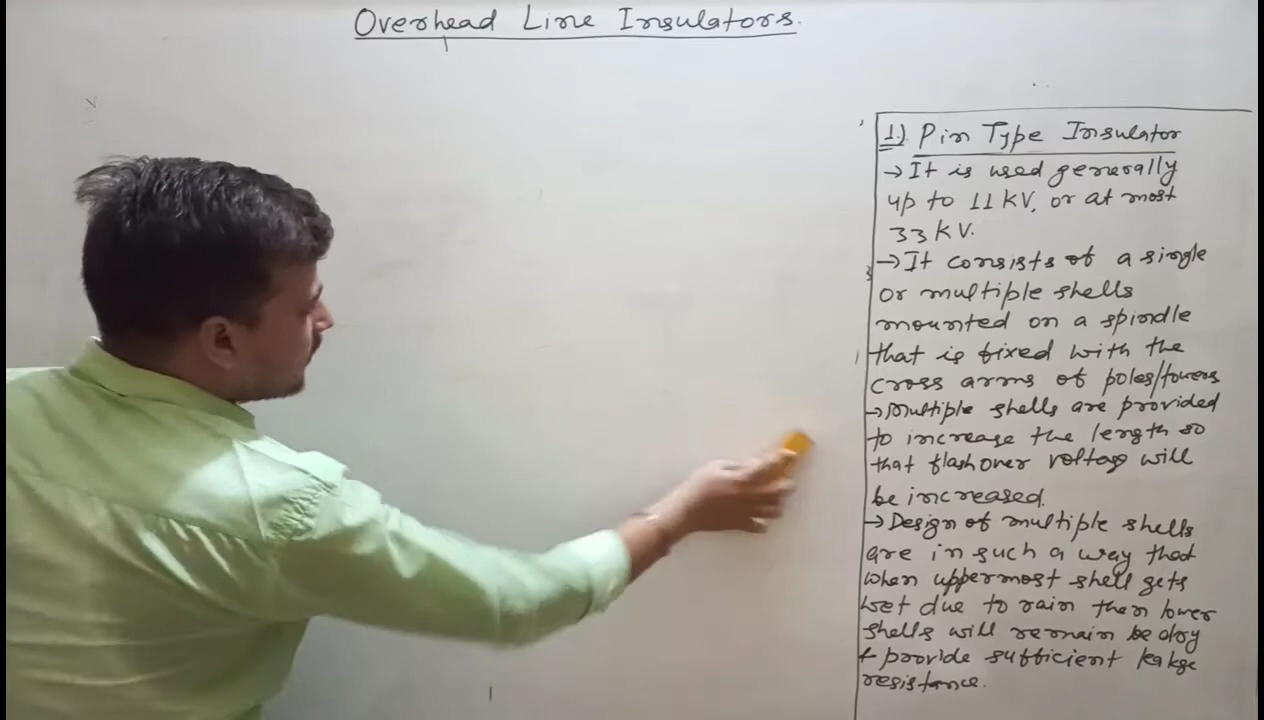 Overhead Line Insulators.
1.) Pin Type Insulator
→ It is used generally
up to 11 KV, or at most
33 KV.
→ It consists of a single
or multiple shells
mounted on a spindle
that is fixed with the
cross arms of poles/towers
→ Multiple shells are provided
to increase the length so
that flashover voltage will
be increased.
→ Design of multiple shells
are in such a way that
when uppermost shell gets
wet due to rain then lower
shells will remain be dry
& provide sufficient leakge
resistance.